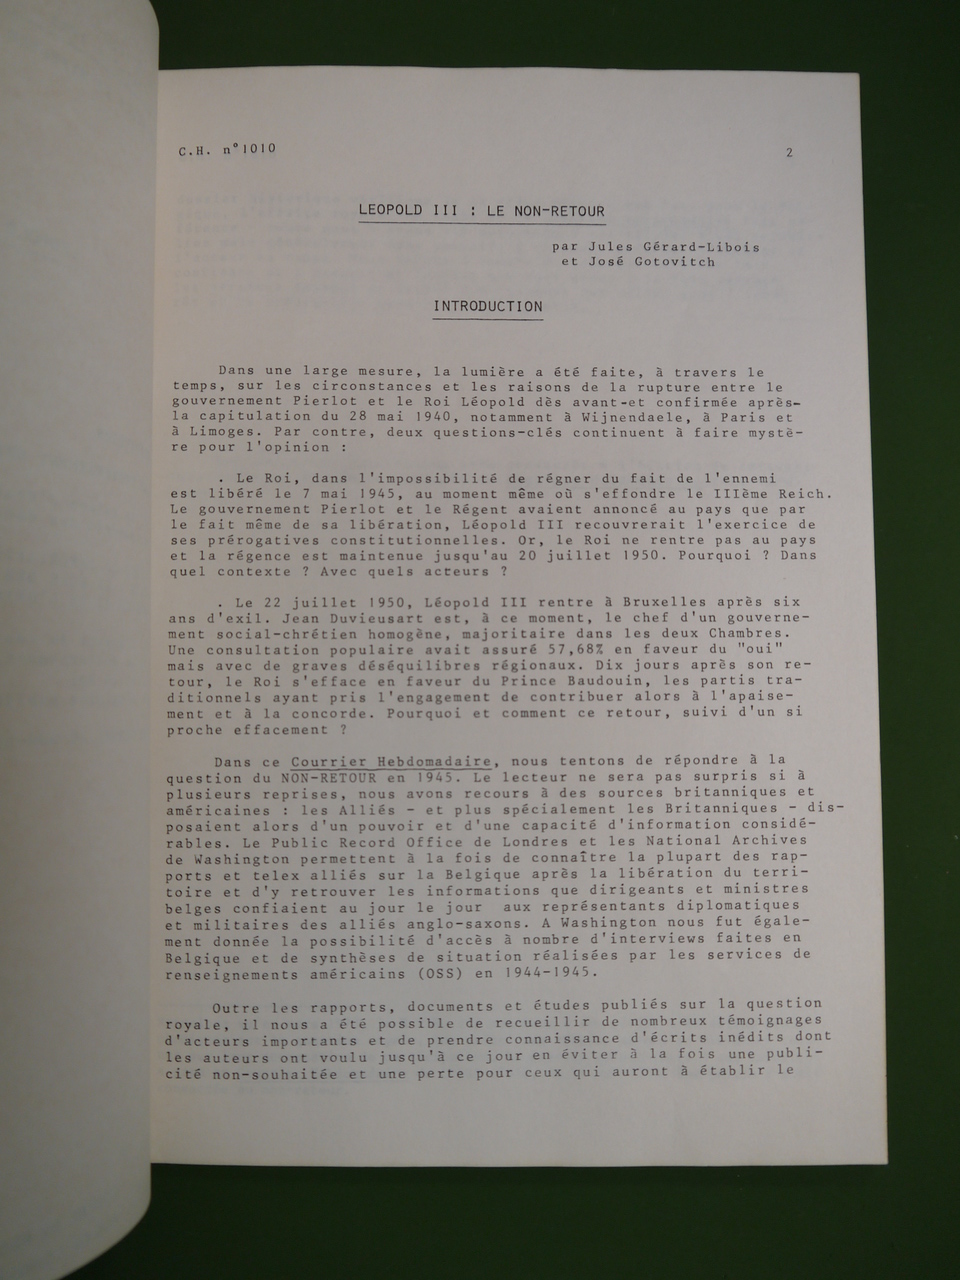 C.H. n°1010
2
LEOPOLD III : LE NON-RETOUR
par Jules Gérard-Libois
et José Gotovitch
INTRODUCTION
Dans une large mesure, la lumière a été faite, à travers le
temps, sur les circonstances et les raisons de la rupture entre le
gouvernement Pierlot et le Roi Léopold dès avant-et confirmée après-
la capitulation du 28 mai 1940, notamment à Wijnendaele, à Paris et
à Limoges. Par contre, deux questions-clés continuent à faire mystè-
re pour l'opinion :
. Le Roi, dans l'impossibilité de régner du fait de l'ennemi
est libéré le 7 mai 1945, au moment même où s'effondre le IIIème Reich.
Le gouvernement Pierlot et le Régent avaient annoncé au pays que par
le fait même de sa libération, Léopold III recouvrerait l'exercice de
ses prérogatives constitutionnelles. Or, le Roi ne rentre pas au pays
et la régence est maintenue jusqu'au 20 juillet 1950. Pourquoi ? Dans
quel contexte ? Avec quels acteurs ?
. Le 22 juillet 1950, Léopold III rentre à Bruxelles après six
ans d'exil. Jean Duvieusart est, à ce moment, le chef d'un gouverne-
ment social-chrétien homogène, majoritaire dans les deux Chambres.
Une consultation populaire avait assuré 57,68% en faveur du "oui"
mais avec de graves déséquilibres régionaux. Dix jours après son re-
tour, le Roi s'efface en faveur du Prince Baudouin, les partis tra-
ditionnels ayant pris l'engagement de contribuer alors à l'apaise-
ment et à la concorde. Pourquoi et comment ce retour, suivi d'un si
proche effacement ?
Dans ce Courrier Hebdomadaire, nous tentons de répondre à la
question du NON-RETOUR en 1945. Le lecteur ne sera pas surpris si à
plusieurs reprises, nous avons recours à des sources britanniques et
américaines : les Alliés - et plus spécialement les Britanniques - dis-
posaient alors d'un pouvoir et d'une capacité d'information considé-
rables. Le Public Record Office de Londres et les National Archives
de Washington permettent à la fois de connaître la plupart des rap-
ports et telex alliés sur la Belgique après la libération du terri-
toire et d'y retrouver les informations que dirigeants et ministres
belges confiaient au jour le jour aux représentants diplomatiques
et militaires des alliés anglo-saxons. A Washington nous fut égale-
ment donnée la possibilité d'accès à nombre d'interviews faites en
Belgique et de synthèses de situation réalisées par les services de
renseignements américains (OSS) en 1944-1945.
Outre les rapports, documents et études publiés sur la question
royale, il nous a été possible de recueillir de nombreux témoignages
d'acteurs importants et de prendre connaissance d'écrits inédits dont
les auteurs ont voulu jusqu'à ce jour en éviter à la fois une publi-
cité non-souhaitée et une perte pour ceux qui auront à établir le